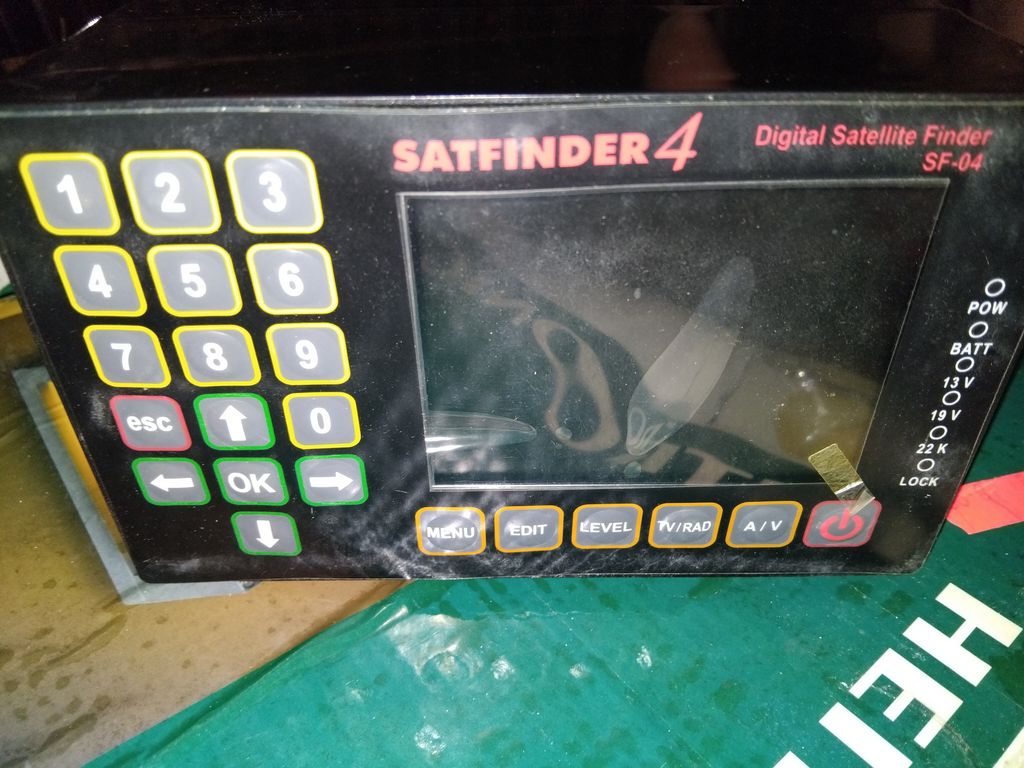 SATFINDER 4
Digital Satellite Finder
SF-04
1 2 3
4 5 6
7 8 9
esc 0
OK
MENU EDIT LEVEL TV/RAD A/V
POW
BATT
13 V
19 V
22 K
LOCK